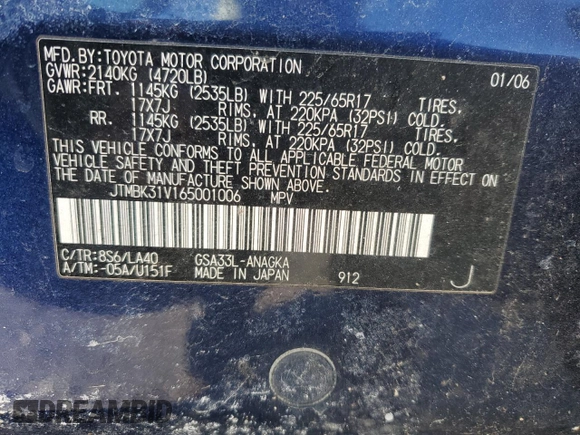 MFD.BY:TOYOTA MOTOR CORPORATION 01/06
GVWR:2140KG (4720LB)
GAWR:FRT. 1145KG (2535LB) WITH 225/65R17 TIRES,
17X7J RIMS, AT 220KPA (32PSI) COLD.
RR. 1145KG (2535LB) WITH 225/65R17 TIRES,
17X7J RIMS, AT 220KPA (32PSI) COLD.
THIS VEHICLE CONFORMS TO ALL APPLICABLE FEDERAL MOTOR
VEHICLE SAFETY AND THEFT PREVENTION STANDARDS IN EFFECT ON
THE DATE OF MANUFACTURE SHOWN ABOVE.
JTMBK31V165001006 MPV
C/TR:8S6/LA40 GSA33L-ANAGKA
A/TM:-05A/U151F MADE IN JAPAN 912 J
DREAMBID